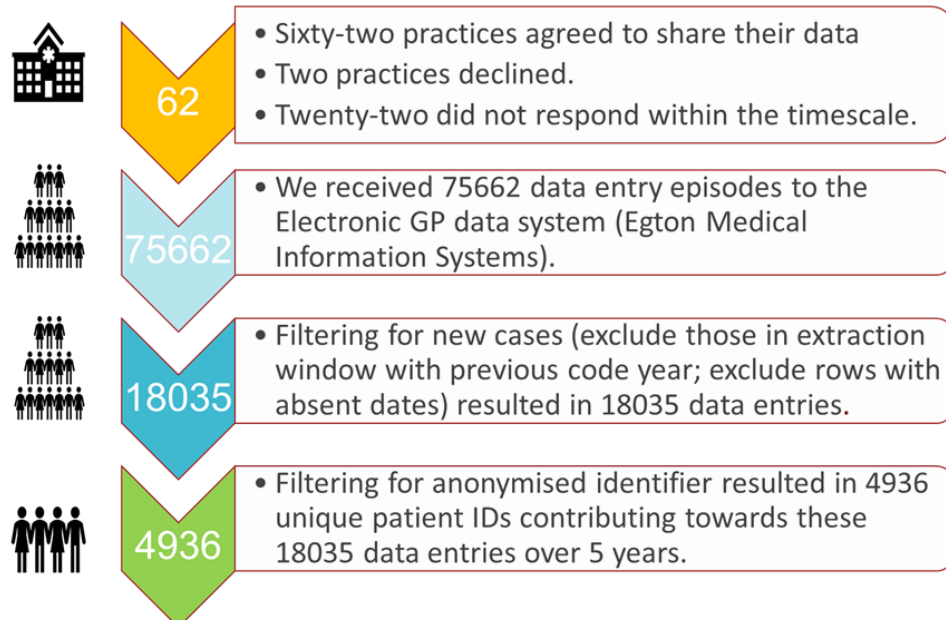 62
• Sixty-two practices agreed to share their data
• Two practices declined.
• Twenty-two did not respond within the timescale.
75662
• We received 75662 data entry episodes to the
Electronic GP data system (Egton Medical
Information Systems).
18035
• Filtering for new cases (exclude those in extraction
window with previous code year; exclude rows with
absent dates) resulted in 18035 data entries.
4936
• Filtering for anonymised identifier resulted in 4936
unique patient IDs contributing towards these
18035 data entries over 5 years.